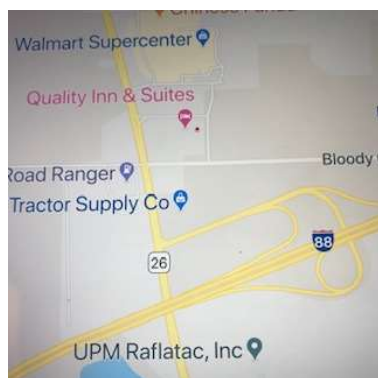 Walmart Supercenter
Quality Inn & Suites
Road Ranger
Bloody
Tractor Supply Co
88
26
UPM Raflatac, Inc